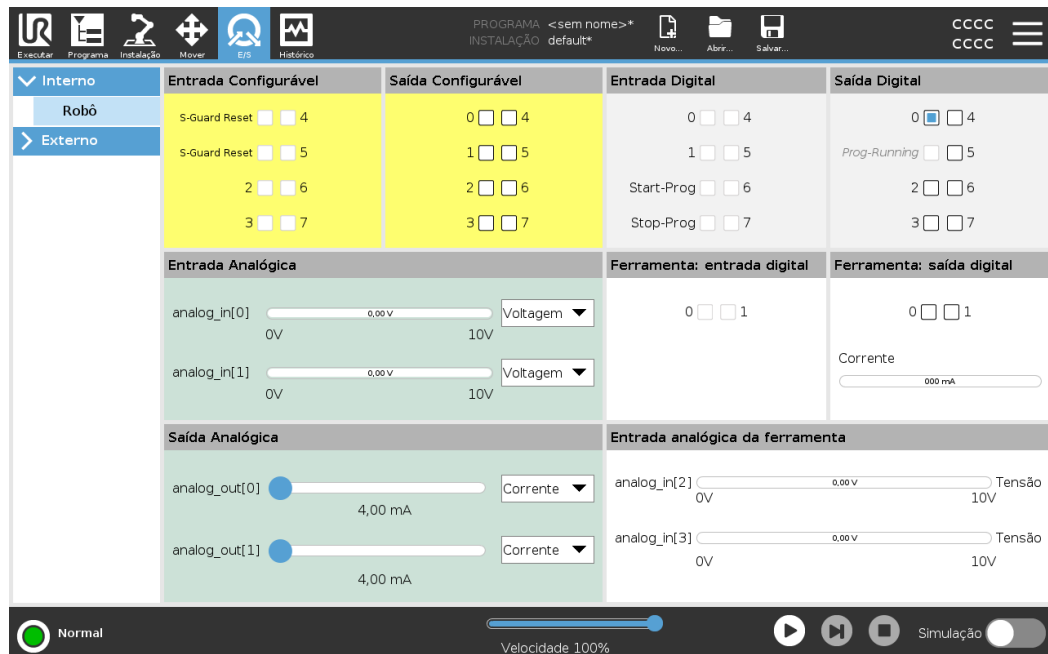 PROGRAMA <sem nome>*
INSTALAÇÃO default*
CCCC
CCCC
Executar Programa Instalação Mover E/S Histórico Novo... Abrir... Salvar...
Interno
Robô
Externo
Entrada Configurável
S-Guard Reset 4
S-Guard Reset 5
2 6
3 7
Saída Configurável
0 4
1 5
2 6
3 7
Entrada Digital
0 4
1 5
Start-Prog 6
Stop-Prog 7
Saída Digital
0 4
Prog-Running 5
2 6
3 7
Entrada Analógica
analog_in[0] 0,00 V Voltagem
0V 10V
analog_in[1] 0,00 V Voltagem
0V 10V
Ferramenta: entrada digital
0 1
Ferramenta: saída digital
0 1
Corrente
000 mA
Saída Analógica
analog_out[0] Corrente
4,00 mA
analog_out[1] Corrente
4,00 mA
Entrada analógica da ferramenta
analog_in[2] 0,00 V Tensão
0V 10V
analog_in[3] 0,00 V Tensão
0V 10V
Normal
Velocidade 100%
Simulação